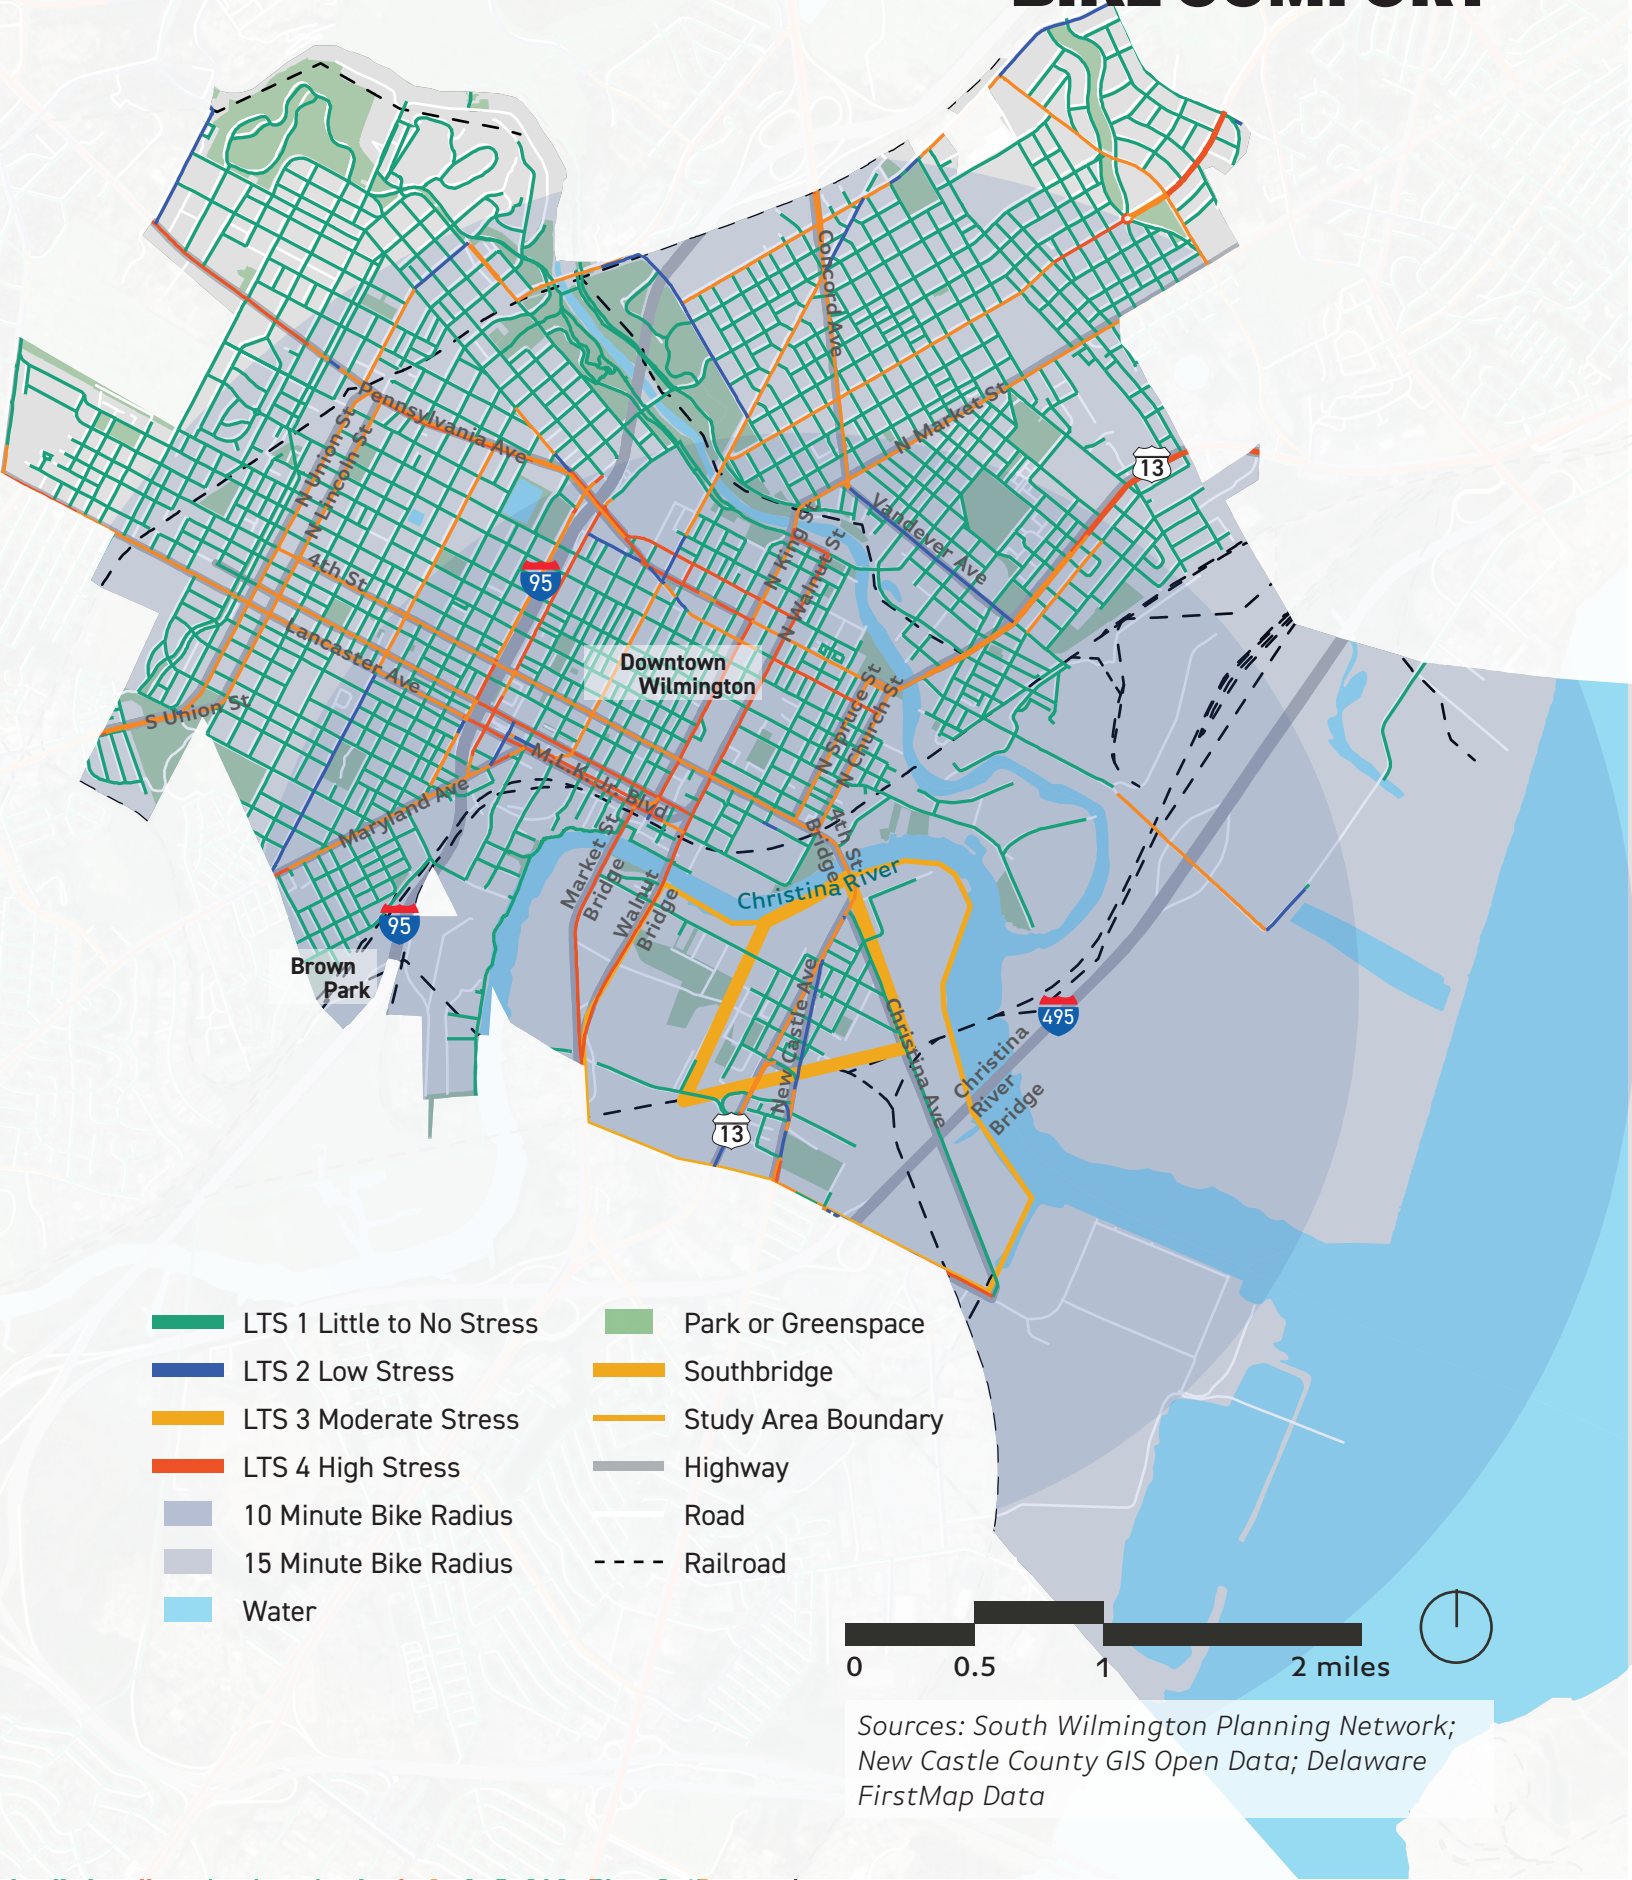 BIKE COMFORT
Concord Ave
N Market St
13
Vandever Ave
Pennsylvania Ave
N Union St
N Lincoln St
N King St
N Walnut St
95
4th St
Lancaster Ave
Downtown
Wilmington
S Union St
N Spruce St
N Church St
M.L.K. Jr. Blvd
Maryland Ave
4th St.
Bridge
Market St
Bridge
Walnut
Bridge
Christina River
95
Brown
Park
New Castle Ave
Christina Ave
495
Christina
River
Bridge
13
LTS 1 Little to No Stress
LTS 2 Low Stress
LTS 3 Moderate Stress
LTS 4 High Stress
10 Minute Bike Radius
15 Minute Bike Radius
Water
Park or Greenspace
Southbridge
Study Area Boundary
Highway
Road
Railroad
0 0.5 1 2 miles
Sources: South Wilmington Planning Network;
New Castle County GIS Open Data; Delaware
FirstMap Data